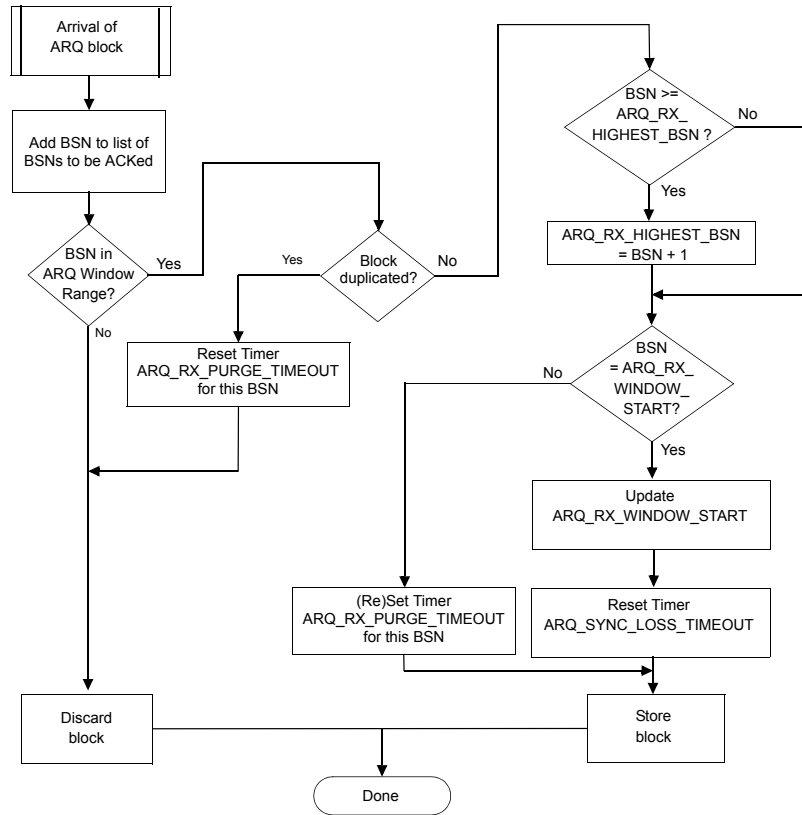 Arrival of
ARQ block
Add BSN to list of
BSNs to be ACKed
BSN in
ARQ Window
Range?
Yes
No
Block
duplicated?
Yes
No
Reset Timer
ARQ_RX_PURGE_TIMEOUT
for this BSN
BSN >=
ARQ_RX_
HIGHEST_BSN ?
No
Yes
ARQ_RX_HIGHEST_BSN
= BSN + 1
BSN
= ARQ_RX_
WINDOW_
START?
No
Yes
Update
ARQ_RX_WINDOW_START
(Re)Set Timer
ARQ_RX_PURGE_TIMEOUT
for this BSN
Reset Timer
ARQ_SYNC_LOSS_TIMEOUT
Discard
block
Store
block
Done